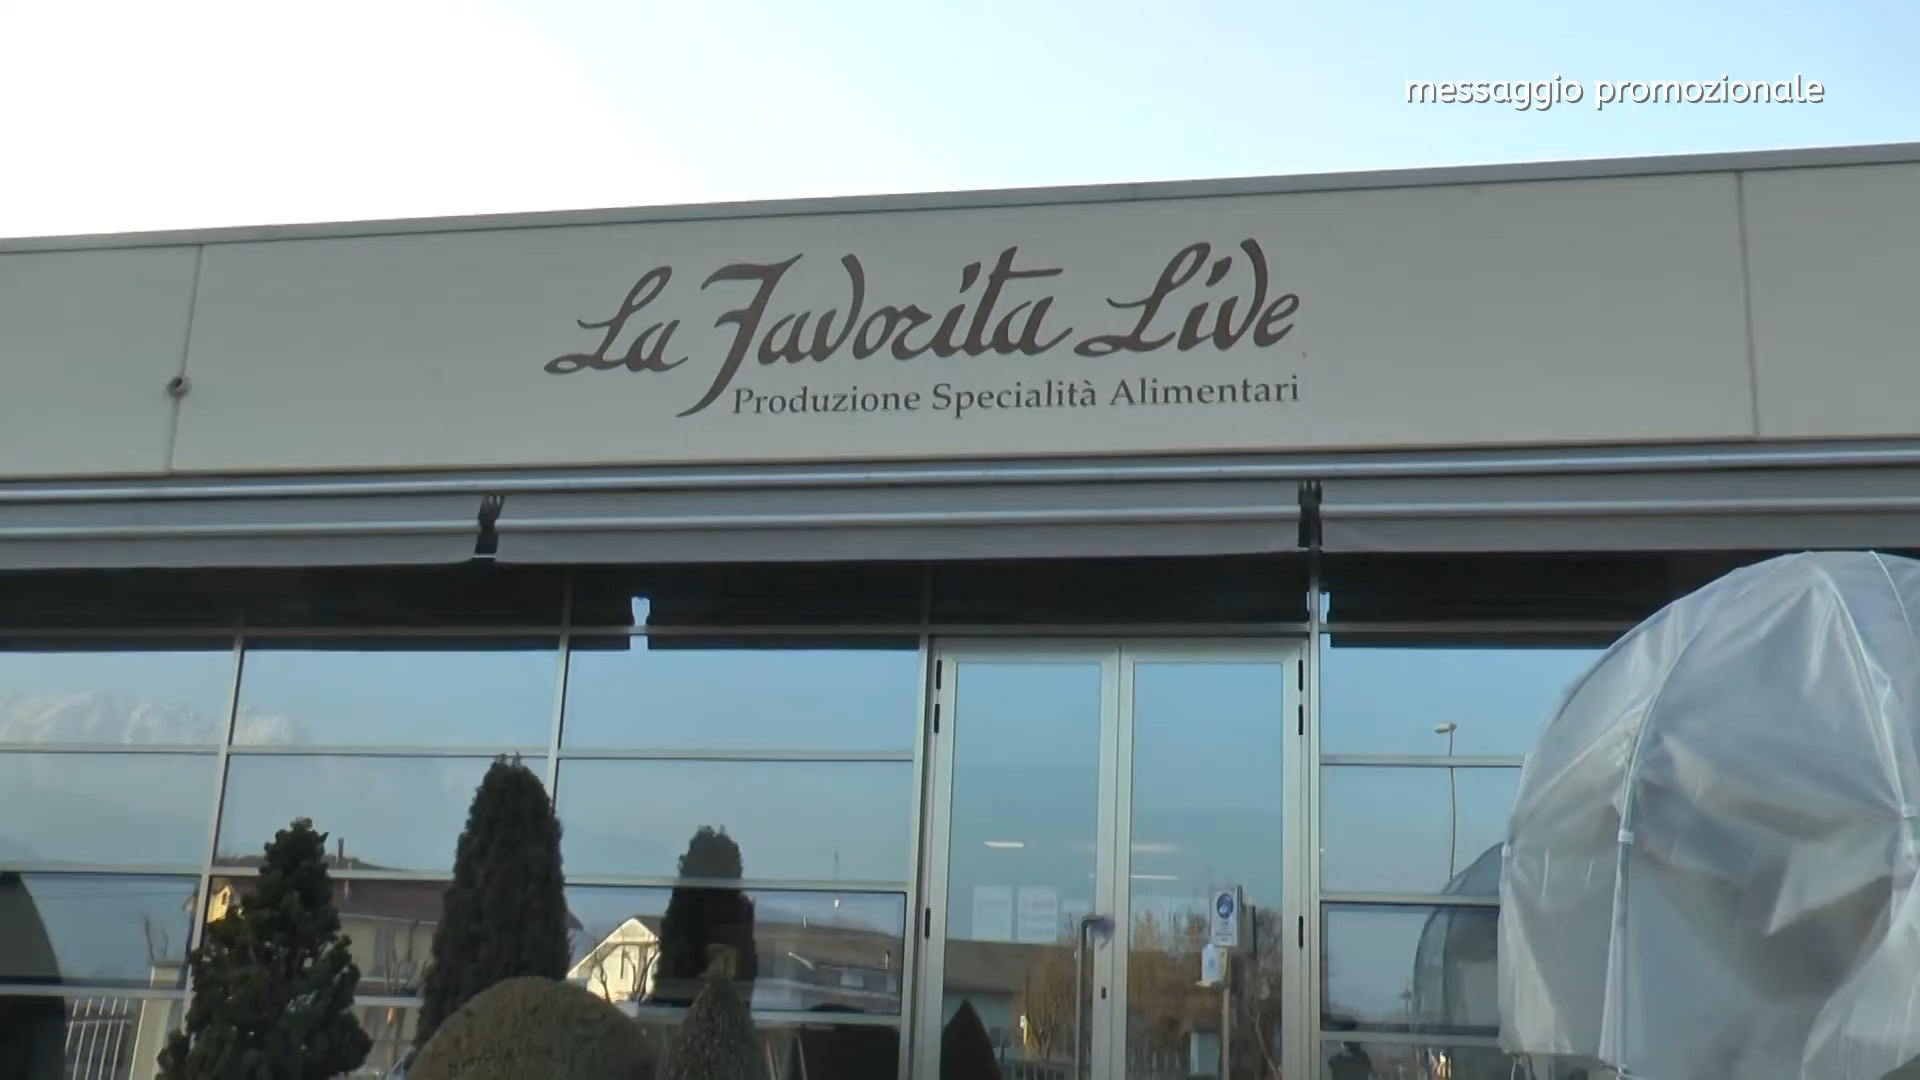 messaggio promozionale
La Favorita Live
Produzione Specialità Alimentari